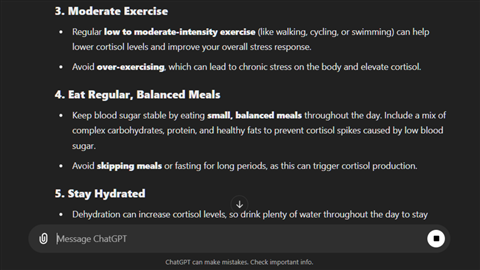 3. Moderate Exercise
• Regular low to moderate-intensity exercise (like walking, cycling, or swimming) can help
lower cortisol levels and improve your overall stress response.
• Avoid over-exercising, which can lead to chronic stress on the body and elevate cortisol.
4. Eat Regular, Balanced Meals
• Keep blood sugar stable by eating small, balanced meals throughout the day. Include a mix of
complex carbohydrates, protein, and healthy fats to prevent cortisol spikes caused by low blood
sugar.
• Avoid skipping meals or fasting for long periods, as this can trigger cortisol production.
5. Stay Hydrated
• Dehydration can increase cortisol levels, so drink plenty of water throughout the day to stay
Message ChatGPT
ChatGPT can make mistakes. Check important info.